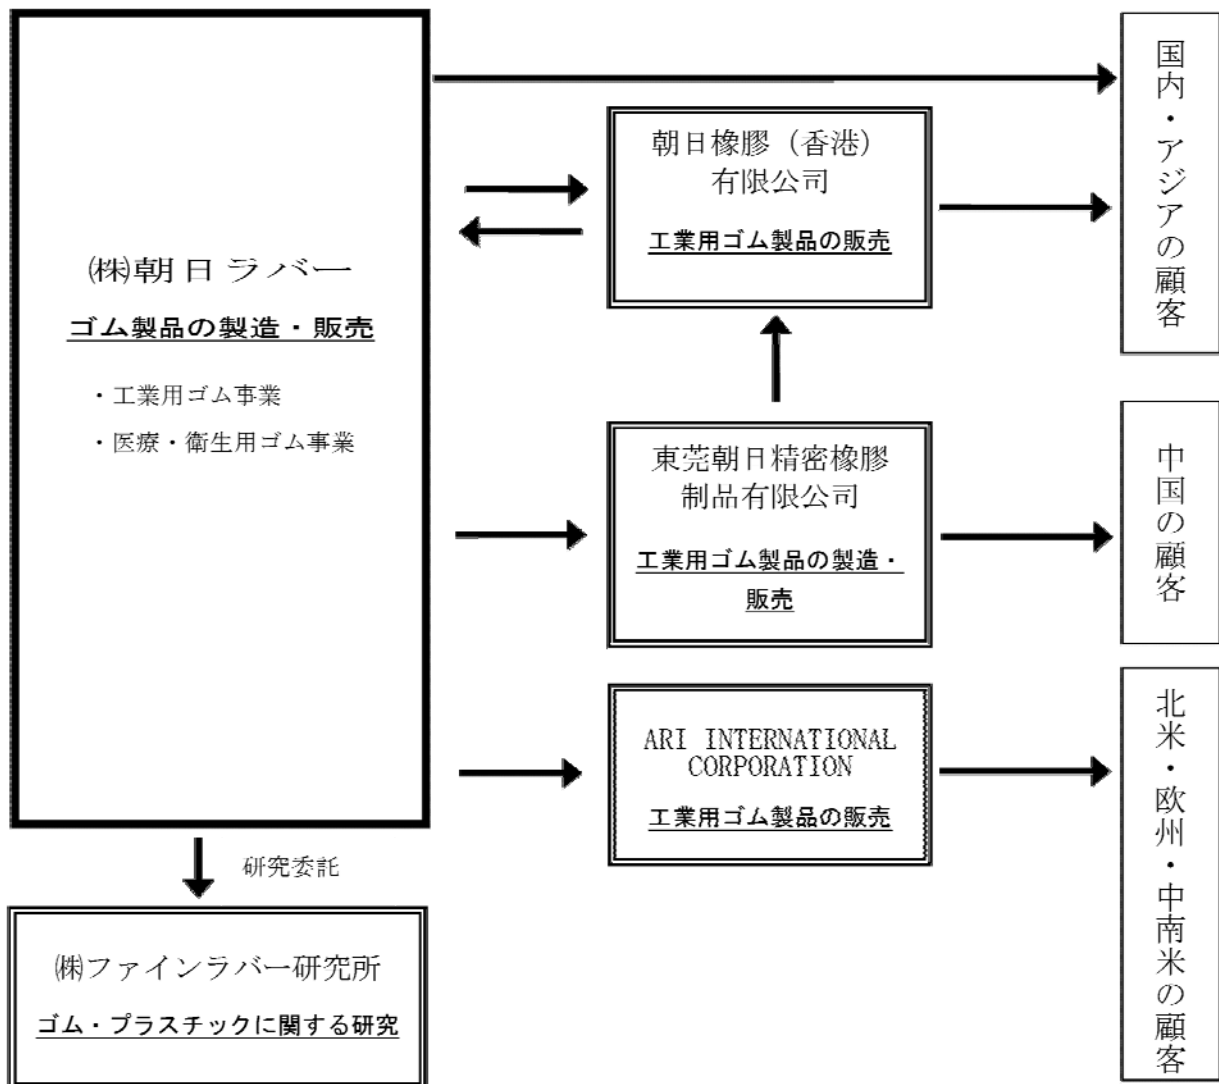 ㈱朝日ラバー
ゴム製品の製造・販売
・工業用ゴム事業
・医療・衛生用ゴム事業
朝日橡膠（香港）
有限公司
工業用ゴム製品の販売
東莞朝日精密橡膠
制品有限公司
工業用ゴム製品の製造・
販売
ARI INTERNATIONAL
CORPORATION
工業用ゴム製品の販売
国内・アジアの顧客
中国の顧客
北米・欧州・中南米の顧客
研究委託
㈱ファインラバー研究所
ゴム・プラスチックに関する研究